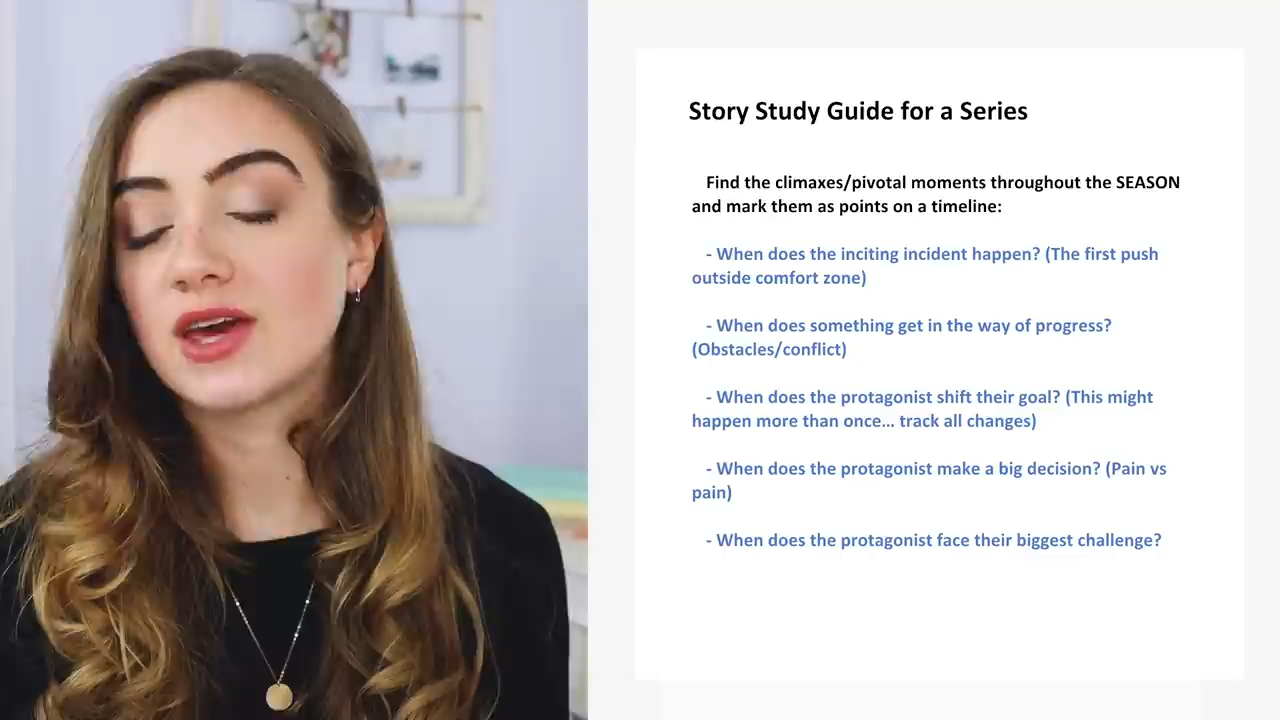 Story Study Guide for a Series
Find the climaxes/pivotal moments throughout the SEASON
and mark them as points on a timeline:
- When does the inciting incident happen? (The first push
outside comfort zone)
- When does something get in the way of progress?
(Obstacles/conflict)
- When does the protagonist shift their goal? (This might
happen more than once... track all changes)
- When does the protagonist make a big decision? (Pain vs
pain)
- When does the protagonist face their biggest challenge?